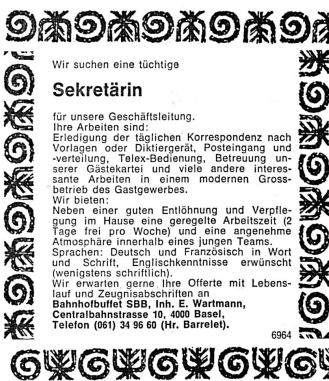 Wir suchen eine tüchtige
Sekretärin
für unsere Geschäftsleitung.
Ihre Arbeiten sind:
Erledigung der täglichen Korrespondenz nach
Vorlagen oder Diktiergerät, Posteingang und
-verteilung, Telex-Bedienung, Betreuung un-
serer Gästekartei und viele andere interes-
sante Arbeiten in einem modernen Gross-
betrieb des Gastgewerbes.
Wir bieten:
Neben einer guten Entlöhnung und Verpfle-
gung im Hause eine geregelte Arbeitszeit (2
Tage frei pro Woche) und eine angenehme
Atmosphäre innerhalb eines jungen Teams.
Sprachen: Deutsch und Französisch in Wort
und Schrift, Englischkenntnisse erwünscht
(wenigstens schriftlich).
Wir erwarten gerne Ihre Offerte mit Lebens-
lauf und Zeugnisabschriften an
Bahnhofbuffet SBB, Inh. E. Wartmann,
Centralbahnstrasse 10, 4000 Basel,
Telefon (061) 34 96 60 (Hr. Barrelet).
6964